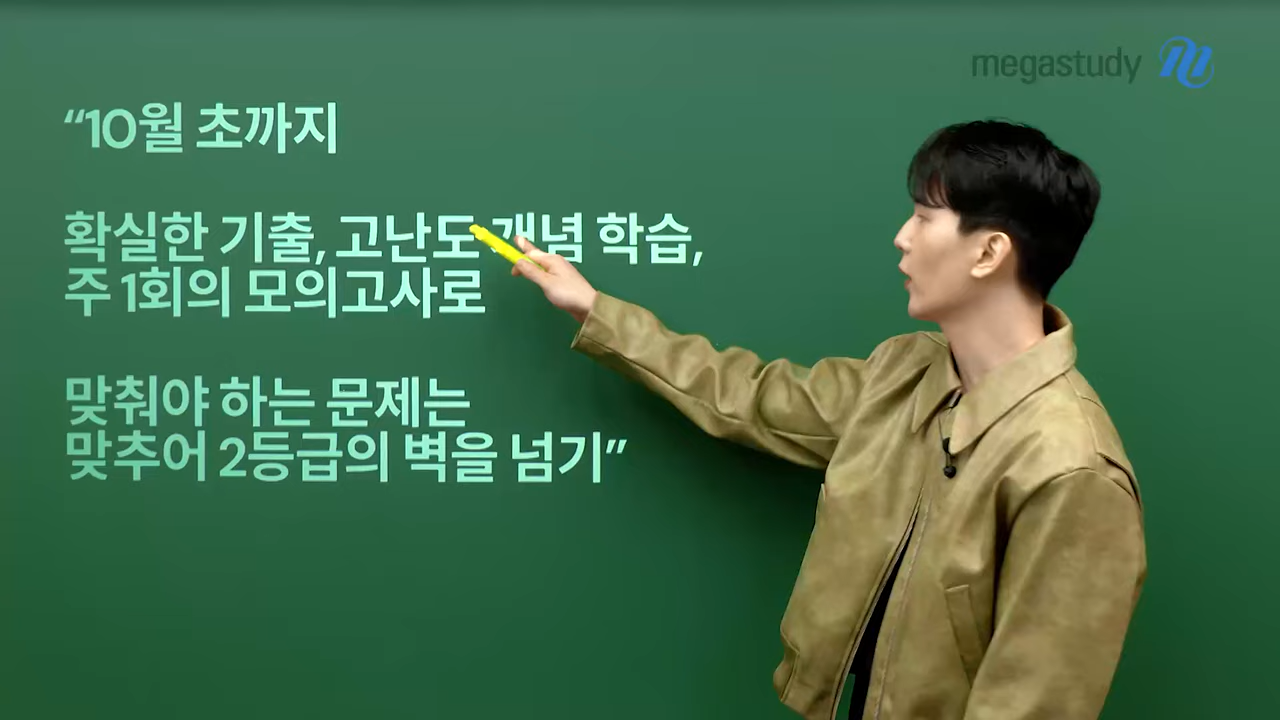 megastudy
“10월 초까지
확실한 기출, 고난도 개념 학습,
주 1회의 모의고사로
맞춰야 하는 문제는
맞추어 2등급의 벽을 넘기”